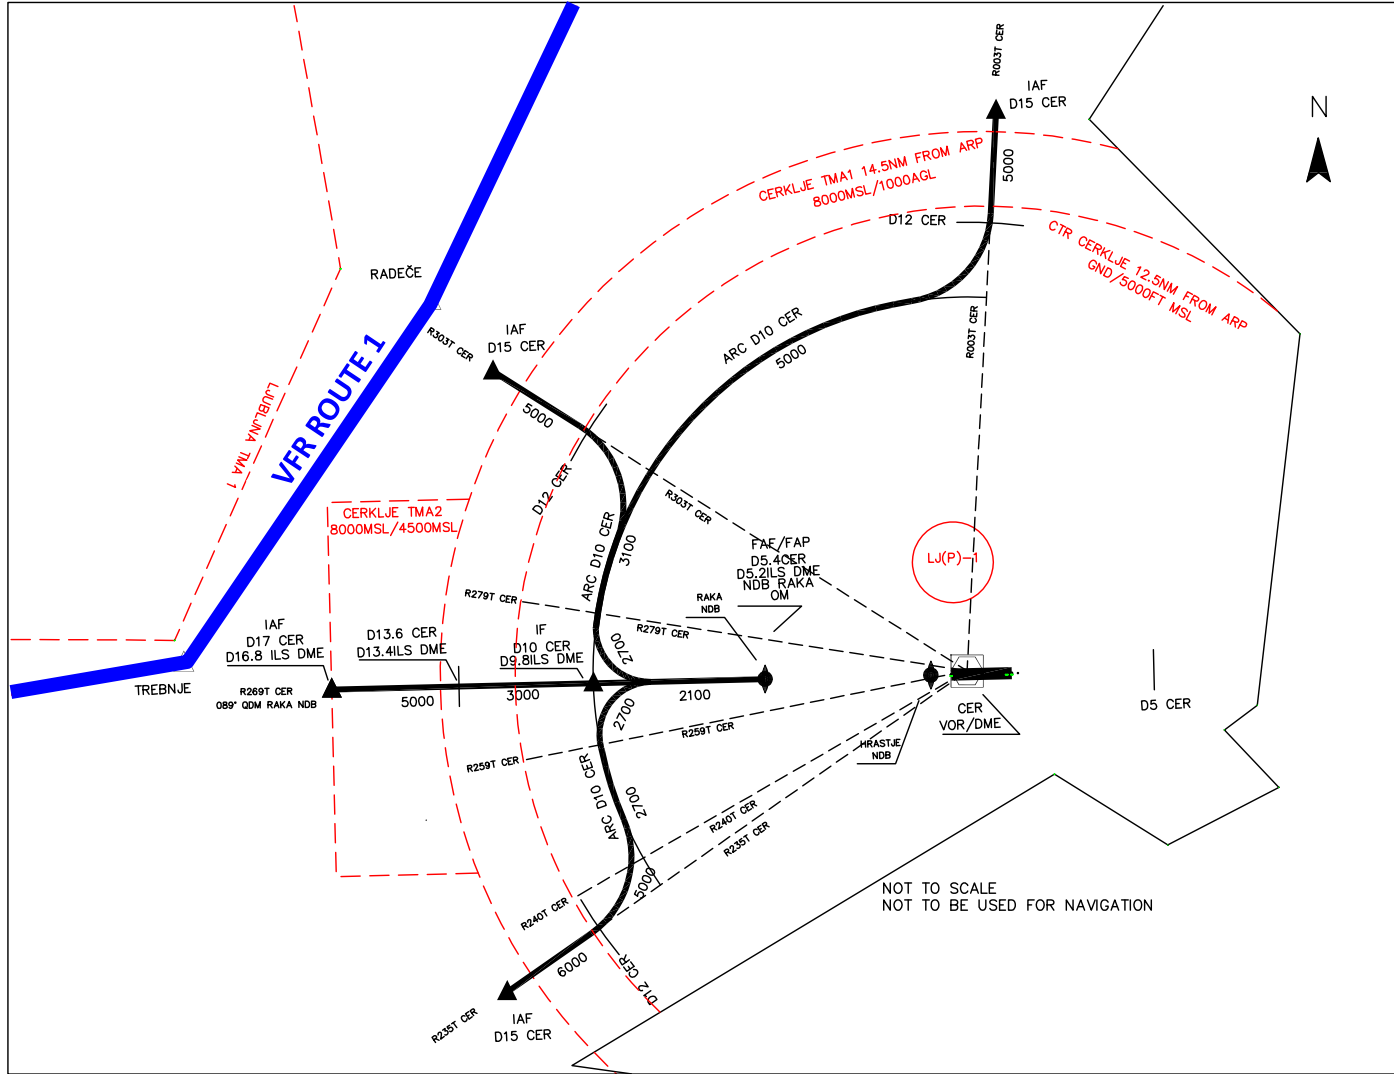 R003T CER
IAF
D15 CER
N
CERKLJE TMA1 14.5NM FROM ARP
8000MSL/1000AGL
5000
D12 CER
CTR CERKLJE 12.5NM FROM ARP
GND/5000FT MSL
RADEČE
R303T CER
IAF
D15 CER
ARC D10 CER
5000
R003T CER
LJUBLJNA TMA 1
VFR ROUTE 1
5000
D12 CER
R303T CER
CERKLJE TMA2
8000MSL/4500MSL
ARC D10 CER
3100
FAF/FAP
D5.4CER
D5.2ILS DME
NDB RAKA
OM
LJ(P)-1
R279T CER
RAKA
NDB
R279T CER
IAF
D17 CER
D16.8 ILS DME
D13.6 CER
D13.4ILS DME
IF
D10 CER
D9.8ILS DME
2700
TREBNJE
R269T CER
089° QDM RAKA NDB
5000
3000
2100
2700
CER
VOR/DME
D5 CER
R259T CER
R259T CER
HRASTJE
NDB
ARC D10 CER
2700
R240T CER
R235T CER
5000
R240T CER
NOT TO SCALE
NOT TO BE USED FOR NAVIGATION
6000
D12 CER
R235T CER
IAF
D15 CER